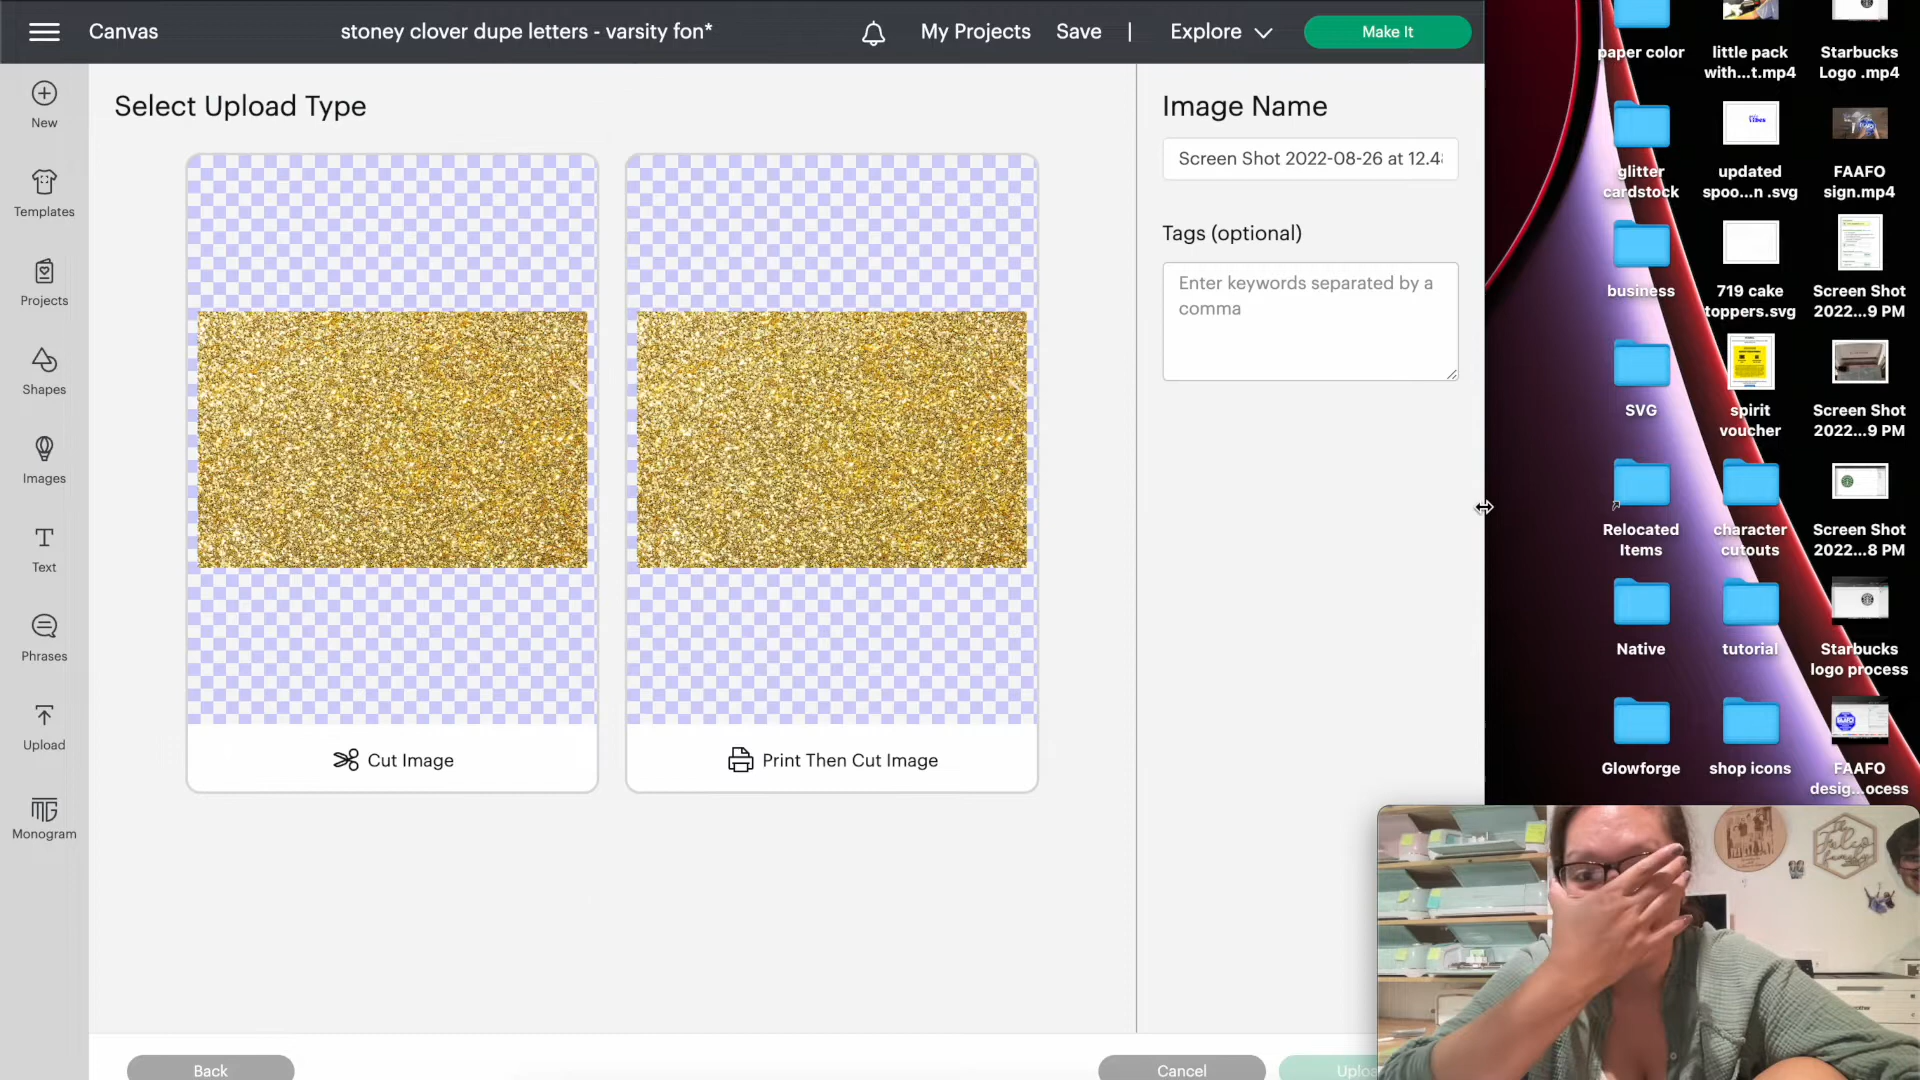 Canvas
stoney clover dupe letters - varsity fon*
My Projects
Save
|
Explore
Make It
New
Templates
Projects
Shapes
Images
Text
Phrases
Upload
Monogram
Select Upload Type
Cut Image
Print Then Cut Image
Image Name
Screen Shot 2022-08-26 at 12.4
Tags (optional)
Enter keywords separated by a
comma
Back
Cancel
Uploa
paper color
little pack
with...t.mp4
Starbucks
Logo .mp4
glitter
cardstock
updated
spoo...n .svg
FAAFO
sign.mp4
business
719 cake
toppers.svg
Screen Shot
2022...9 PM
SVG
spirit
voucher
Screen Shot
2022...9 PM
Relocated
Items
character
cutouts
Screen Shot
2022...8 PM
Native
tutorial
Starbucks
logo process
Glowforge
shop icons
FAAFO
desig...ocess